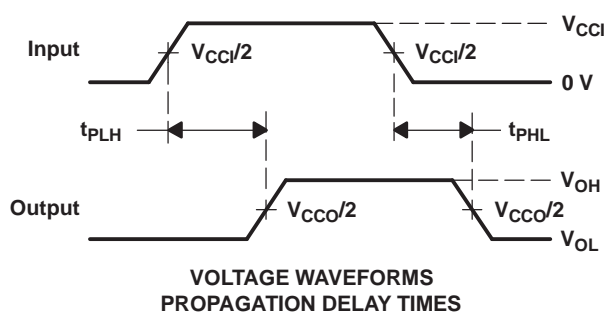 V_CCI
Input V_CCI/2 V_CCI/2
0 V
t_PLH t_PHL
V_OH
Output V_CCO/2 V_CCO/2
V_OL
VOLTAGE WAVEFORMS
PROPAGATION DELAY TIMES